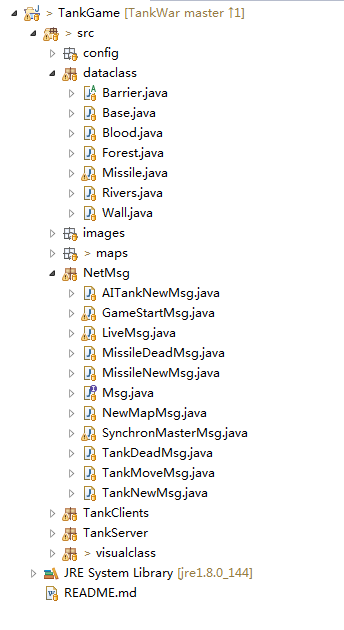 > TankGame [TankWar master ↑1]
> src
config
dataclass
Barrier.java
Base.java
Blood.java
Forest.java
Missile.java
Rivers.java
Wall.java
images
> maps
NetMsg
AITankNewMsg.java
GameStartMsg.java
LiveMsg.java
MissileDeadMsg.java
MissileNewMsg.java
Msg.java
NewMapMsg.java
SynchronMasterMsg.java
TankDeadMsg.java
TankMoveMsg.java
TankNewMsg.java
TankClients
TankServer
> visualclass
JRE System Library [jre1.8.0_144]
README.md